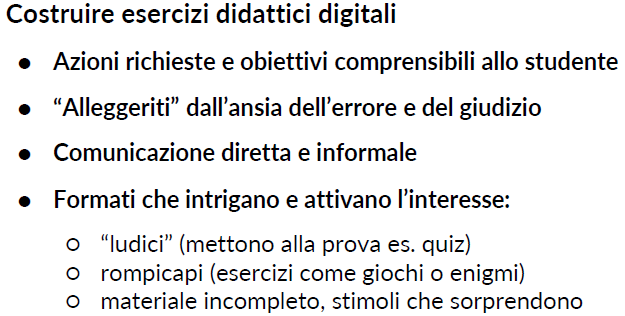 Costruire esercizi didattici digitali
● Azioni richieste e obiettivi comprensibili allo studente
● “Alleggeriti” dall’ansia dell’errore e del giudizio
● Comunicazione diretta e informale
● Formati che intrigano e attivano l’interesse:
○ “ludici” (mettono alla prova es. quiz)
○ rompicapi (esercizi come giochi o enigmi)
○ materiale incompleto, stimoli che sorprendono